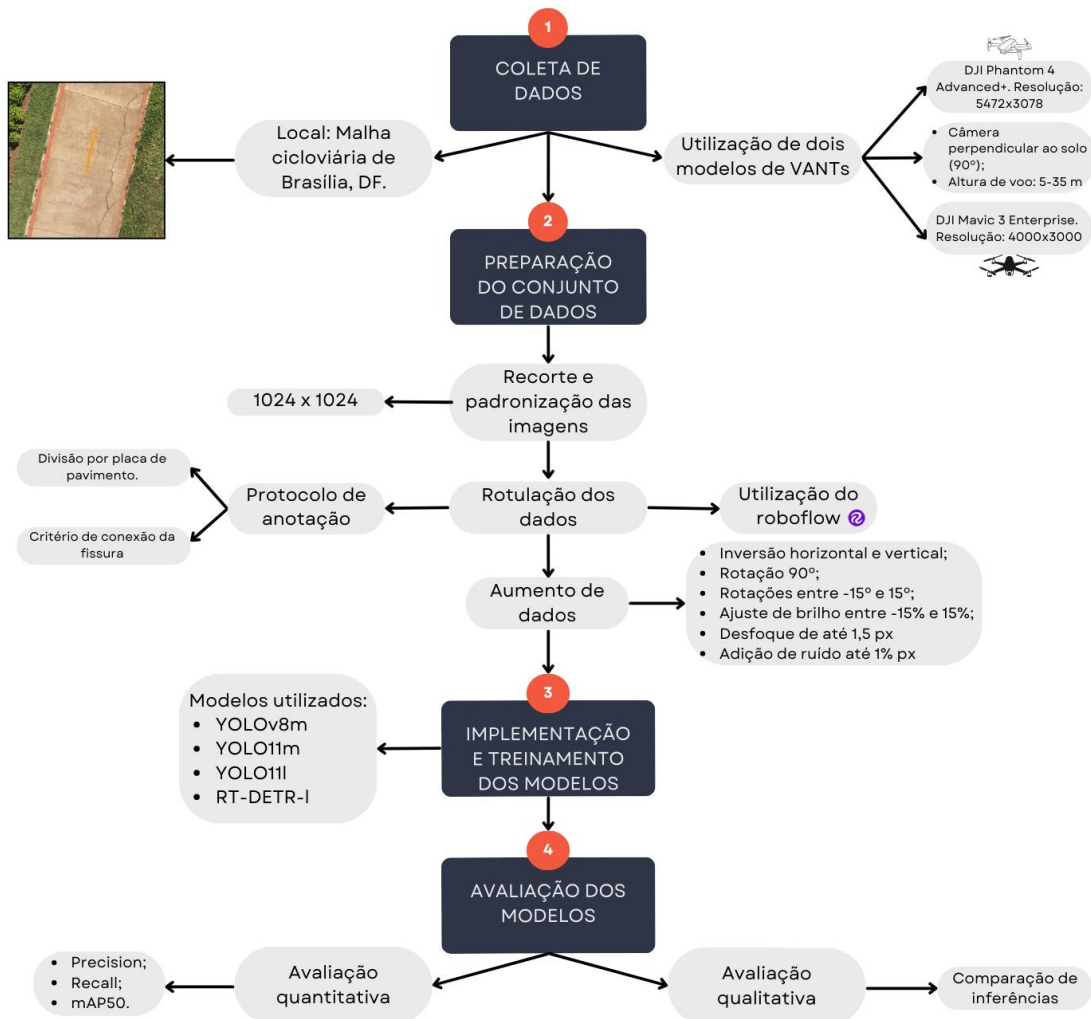 1
COLETA DE
DADOS
Local: Malha
cicloviária de
Brasília, DF.
Utilização de dois
modelos de VANTs
DJI Phantom 4
Advanced+. Resolução:
5472x3078
• Câmera
perpendicular ao solo
(90º);
• Altura de voo: 5-35 m
DJI Mavic 3 Enterprise.
Resolução: 4000x3000
2
PREPARAÇÃO
DO CONJUNTO
DE DADOS
Recorte e
padronização das
imagens
1024 x 1024
Rotulação dos
dados
Protocolo de
anotação
Divisão por placa de
pavimento.
Critério de conexão da
fissura
Utilização do
roboflow
Aumento de
dados
• Inversão horizontal e vertical;
• Rotação 90º;
• Rotações entre -15º e 15º;
• Ajuste de brilho entre -15% e 15%;
• Desfoque de até 1,5 px
• Adição de ruído até 1% px
3
IMPLEMENTAÇÃO
E TREINAMENTO
DOS MODELOS
Modelos utilizados:
• YOLOv8m
• YOLO11m
• YOLO11l
• RT-DETR-l
4
AVALIAÇÃO DOS
MODELOS
Avaliação
quantitativa
• Precision;
• Recall;
• mAP50.
Avaliação
qualitativa
Comparação de
inferências